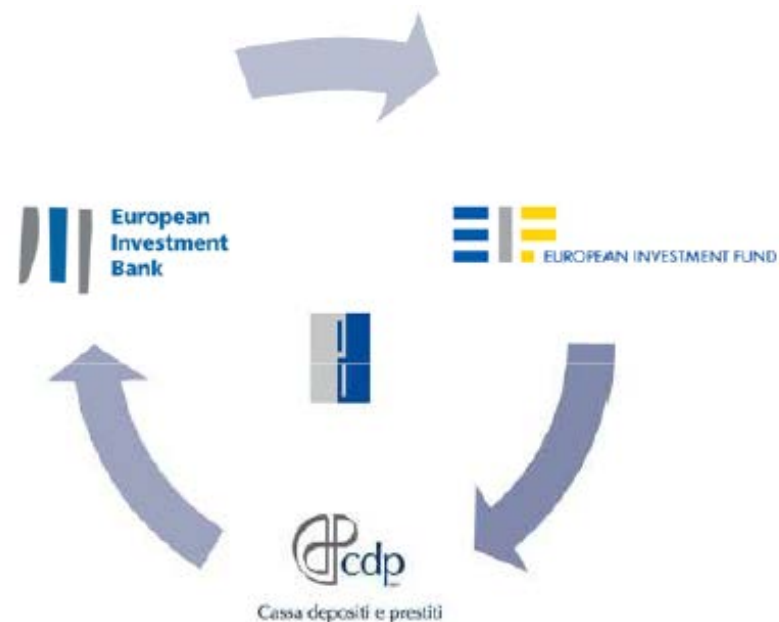 European
Investment
Bank
EUROPEAN INVESTMENT FUND
cdp
Cassa depositi e prestiti